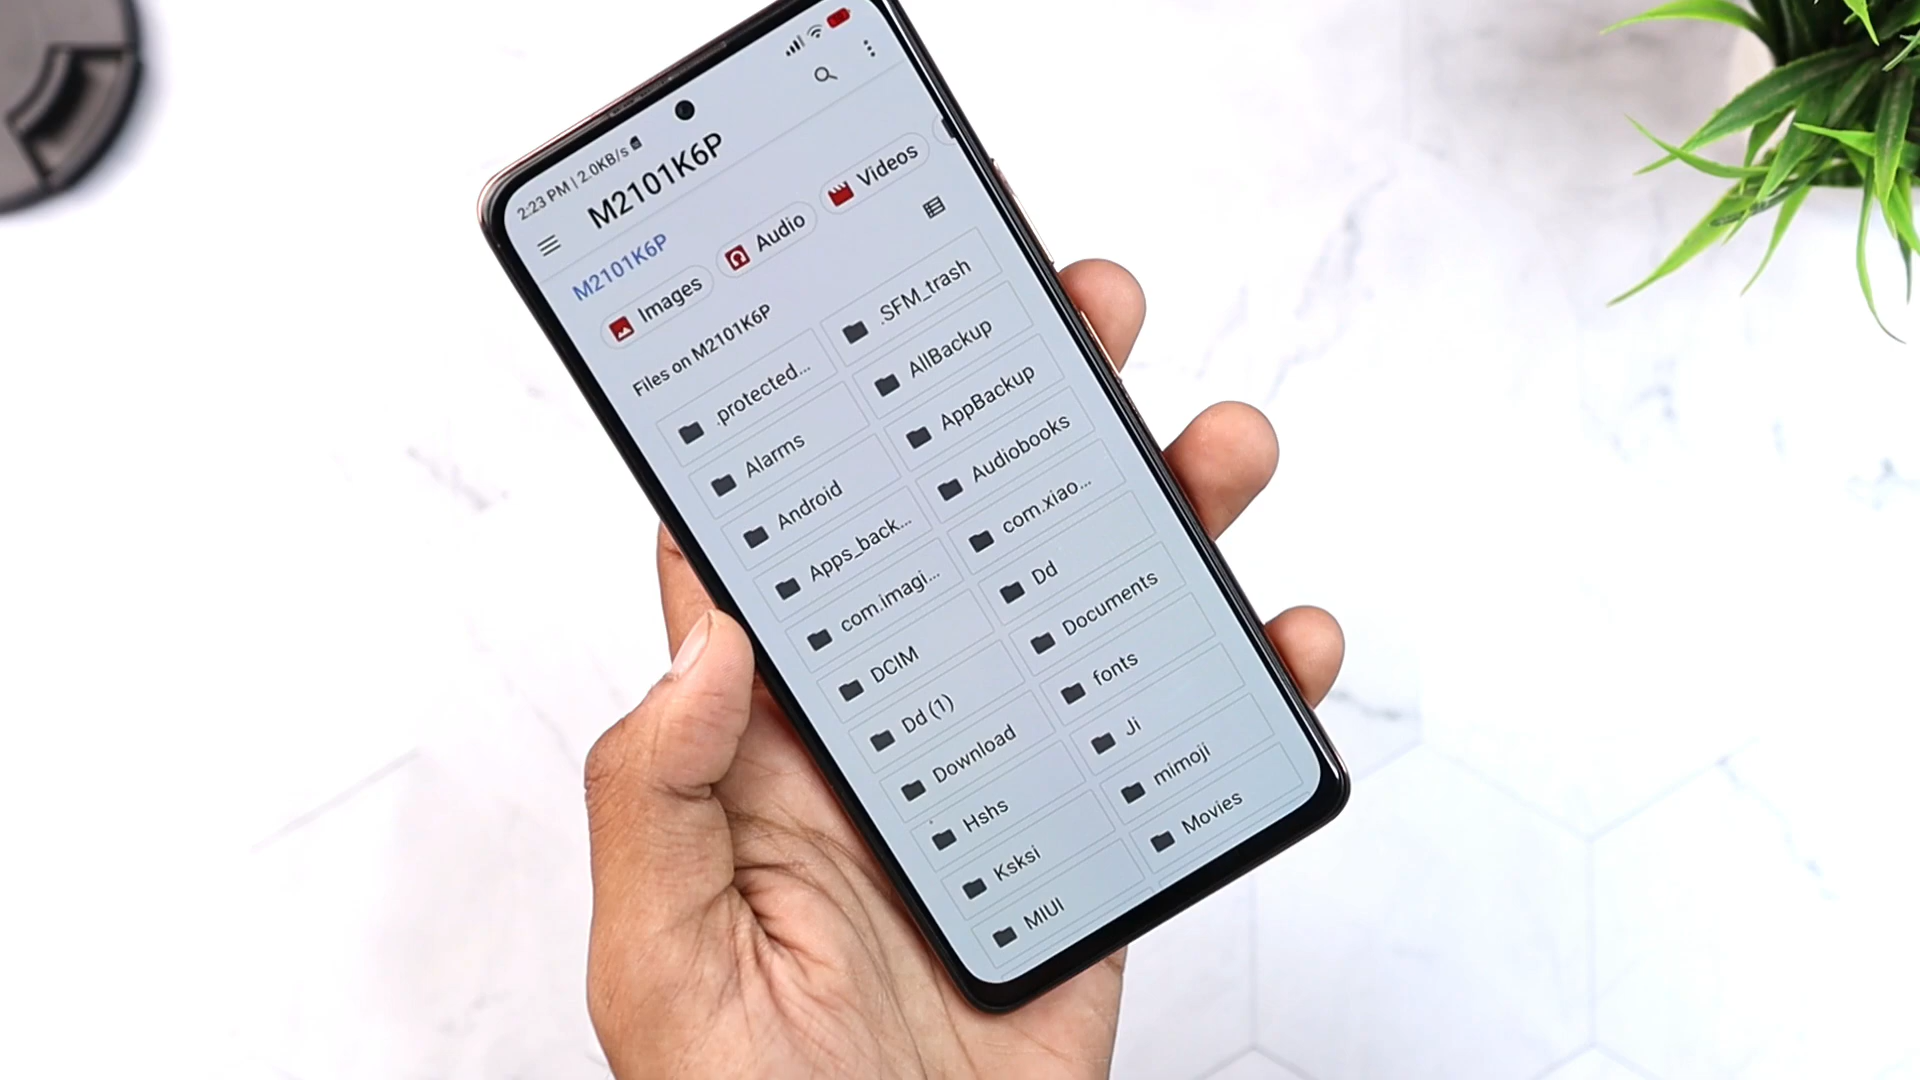 2:23 PM | 2.0KB/s
M2101K6P
M2101K6P
Images Audio Videos
Files on M2101K6P
.protected... .SFM_trash
Alarms AllBackup
Android AppBackup
Apps_back... Audiobooks
com.imagi... com.xiao...
DCIM Dd
Dd (1) Documents
Download fonts
Hshs Ji
Ksksi mimoji
MIUI Movies